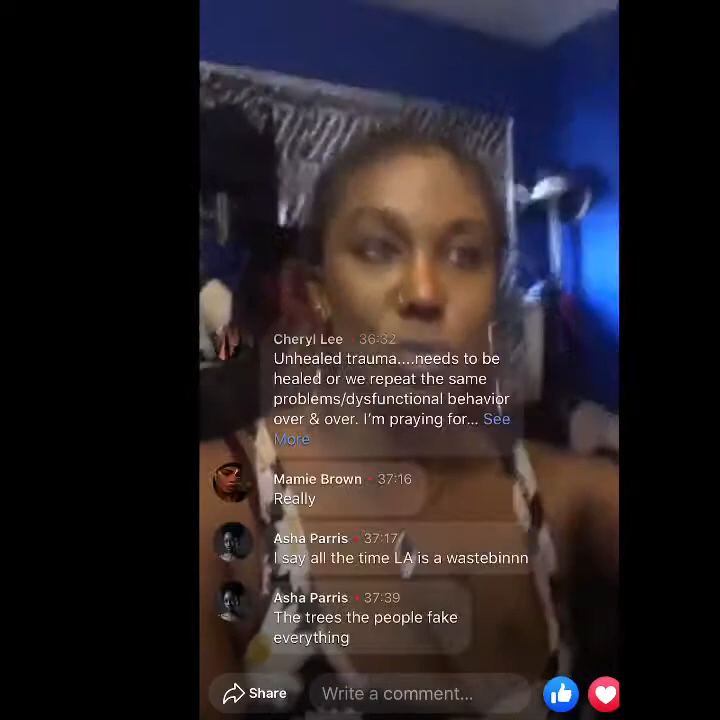 Cheryl Lee • 36:32
Unhealed trauma....needs to be
healed or we repeat the same
problems/dysfunctional behavior
over & over. I'm praying for... See
More
Mamie Brown • 37:16
Really
Asha Parris • 37:17
I say all the time LA is a wastebinnn
Asha Parris • 37:39
The trees the people fake
everything
Share
Write a comment...